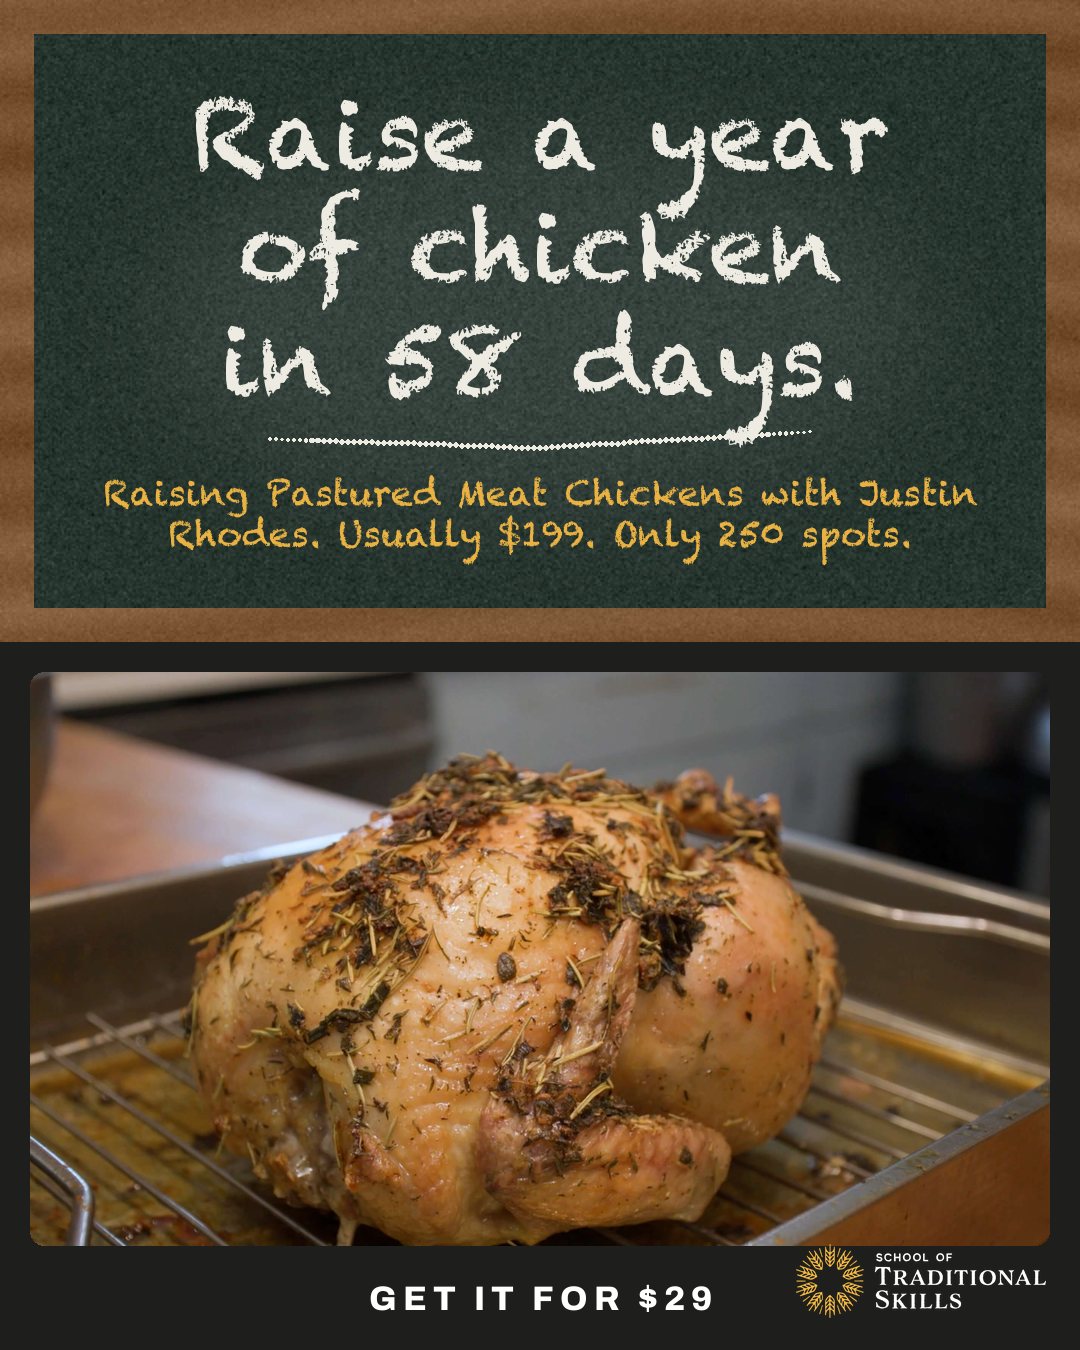 Raise a year
of chicken
in 58 days.
Raising Pastured Meat Chickens with Justin
Rhodes. Usually $199. Only 250 spots.
GET IT FOR $29
SCHOOL OF
TRADITIONAL
SKILLS